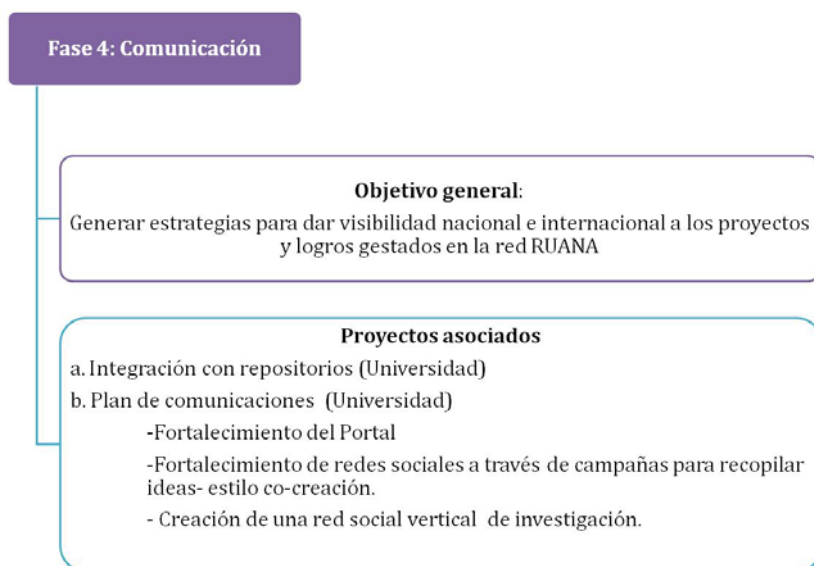 Fase 4: Comunicación
Objetivo general:
Generar estrategias para dar visibilidad nacional e internacional a los proyectos
y logros gestados en la red RUANA
Proyectos asociados
a. Integración con repositorios (Universidad)
b. Plan de comunicaciones (Universidad)
-Fortalecimiento del Portal
-Fortalecimiento de redes sociales a través de campañas para recopilar
ideas- estilo co-creación.
- Creación de una red social vertical de investigación.